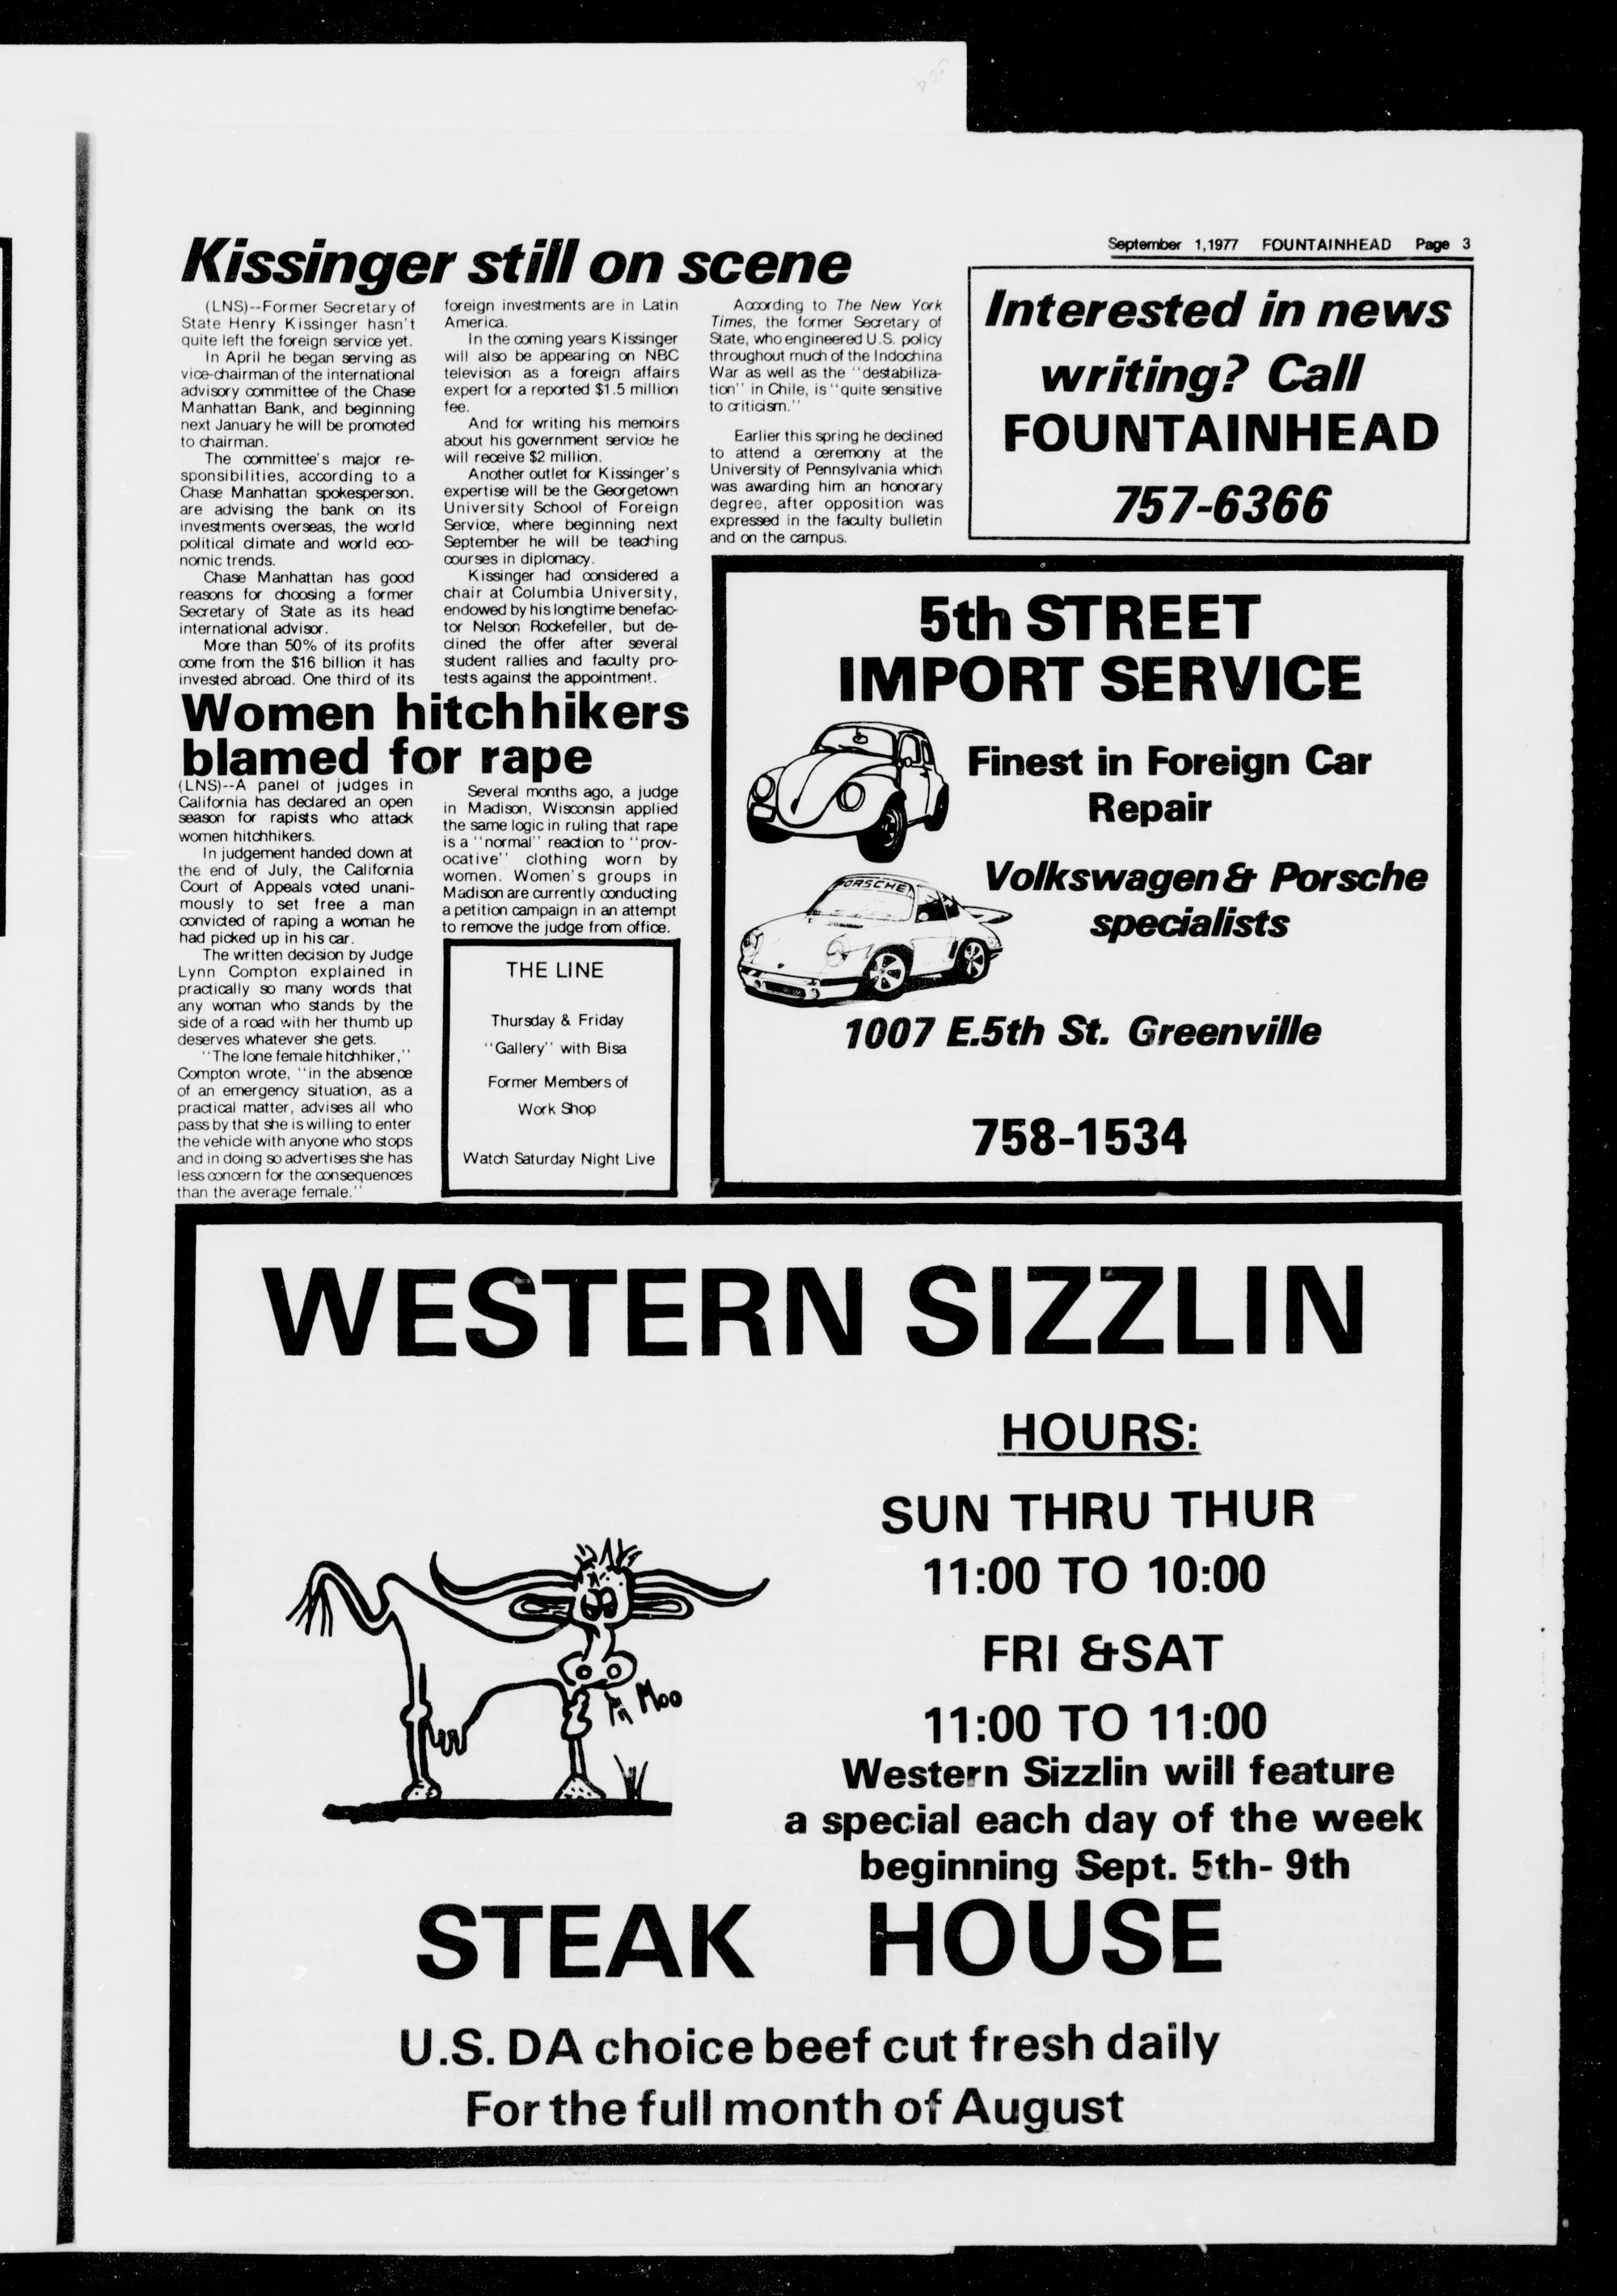 September 1,1977 FOUNTAINHEAD Page 3
Kissinger still on scene
(LNS)--Former Secretary of
State Henry Kissinger hasn't
quite left the foreign service yet.
In April he began serving as
vice-chairman of the international
advisory committee of the Chase
Manhattan Bank, and beginning
next January he will be promoted
to chairman.
The committee's major re-
sponsibilities, according to a
Chase Manhattan spokesperson.
are advising the bank on its
investments overseas, the world
political climate and world eco-
nomic trends.
Chase Manhattan has good
reasons for choosing a former
Secretary of State as its head
international advisor.
More than 50% of its profits
come from the $16 billion it has
invested abroad. One third of its
foreign investments are in Latin
America.
In the coming years Kissinger
will also be appearing on NBC
television as a foreign affairs
expert for a reported $1.5 million
fee.
And for writing his memoirs
about his government service he
will receive $2 million.
Another outlet for Kissinger's
expertise will be the Georgetown
University School of Foreign
Service, where beginning next
September he will be teaching
courses in diplomacy.
Kissinger had considered a
chair at Columbia University,
endowed by his longtime benefac-
tor Nelson Rockefeller, but de-
clined the offer after several
student rallies and faculty pro-
tests against the appointment.
According to The New York
Times, the former Secretary of
State, who engineered U.S. policy
throughout much of the Indochina
War as well as the "destabiliza-
tion" in Chile, is "quite sensitive
to criticism."
Earlier this spring he declined
to attend a ceremony at the
University of Pennsylvania which
was awarding him an honorary
degree, after opposition was
expressed in the faculty bulletin
and on the campus.
Interested in news
writing? Call
FOUNTAINHEAD
757-6366
Women hitchhikers
blamed for rape
(LNS)--A panel of judges in
California has declared an open
season for rapists who attack
women hitchhikers.
In judgement handed down at
the end of July, the California
Court of Appeals voted unani-
mously to set free a man
convicted of raping a woman he
had picked up in his car.
The written decision by Judge
Lynn Compton explained in
practically so many words that
any woman who stands by the
side of a road with her thumb up
deserves whatever she gets.
"The lone female hitchhiker,"
Compton wrote, "in the absence
of an emergency situation, as a
practical matter, advises all who
pass by that she is willing to enter
the vehicle with anyone who stops
and in doing so advertises she has
less concern for the consequences
than the average female."
Several months ago, a judge
in Madison, Wisconsin applied
the same logic in ruling that rape
is a "normal" reaction to "prov-
ocative" clothing worn by
women. Women's groups in
Madison are currently conducting
a petition campaign in an attempt
to remove the judge from office.
THE LINE
Thursday & Friday
"Gallery" with Bisa
Former Members of
Work Shop
Watch Saturday Night Live
5th STREET
IMPORT SERVICE
Finest in Foreign Car
Repair
Volkswagen & Porsche
specialists
PORSCHE
1007 E.5th St. Greenville
758-1534
WESTERN SIZZLIN
HOURS:
SUN THRU THUR
11:00 TO 10:00
FRI & SAT
11:00 TO 11:00
Moo
Western Sizzlin will feature
a special each day of the week
beginning Sept. 5th- 9th
STEAK HOUSE
U.S. DA choice beef cut fresh daily
For the full month of August